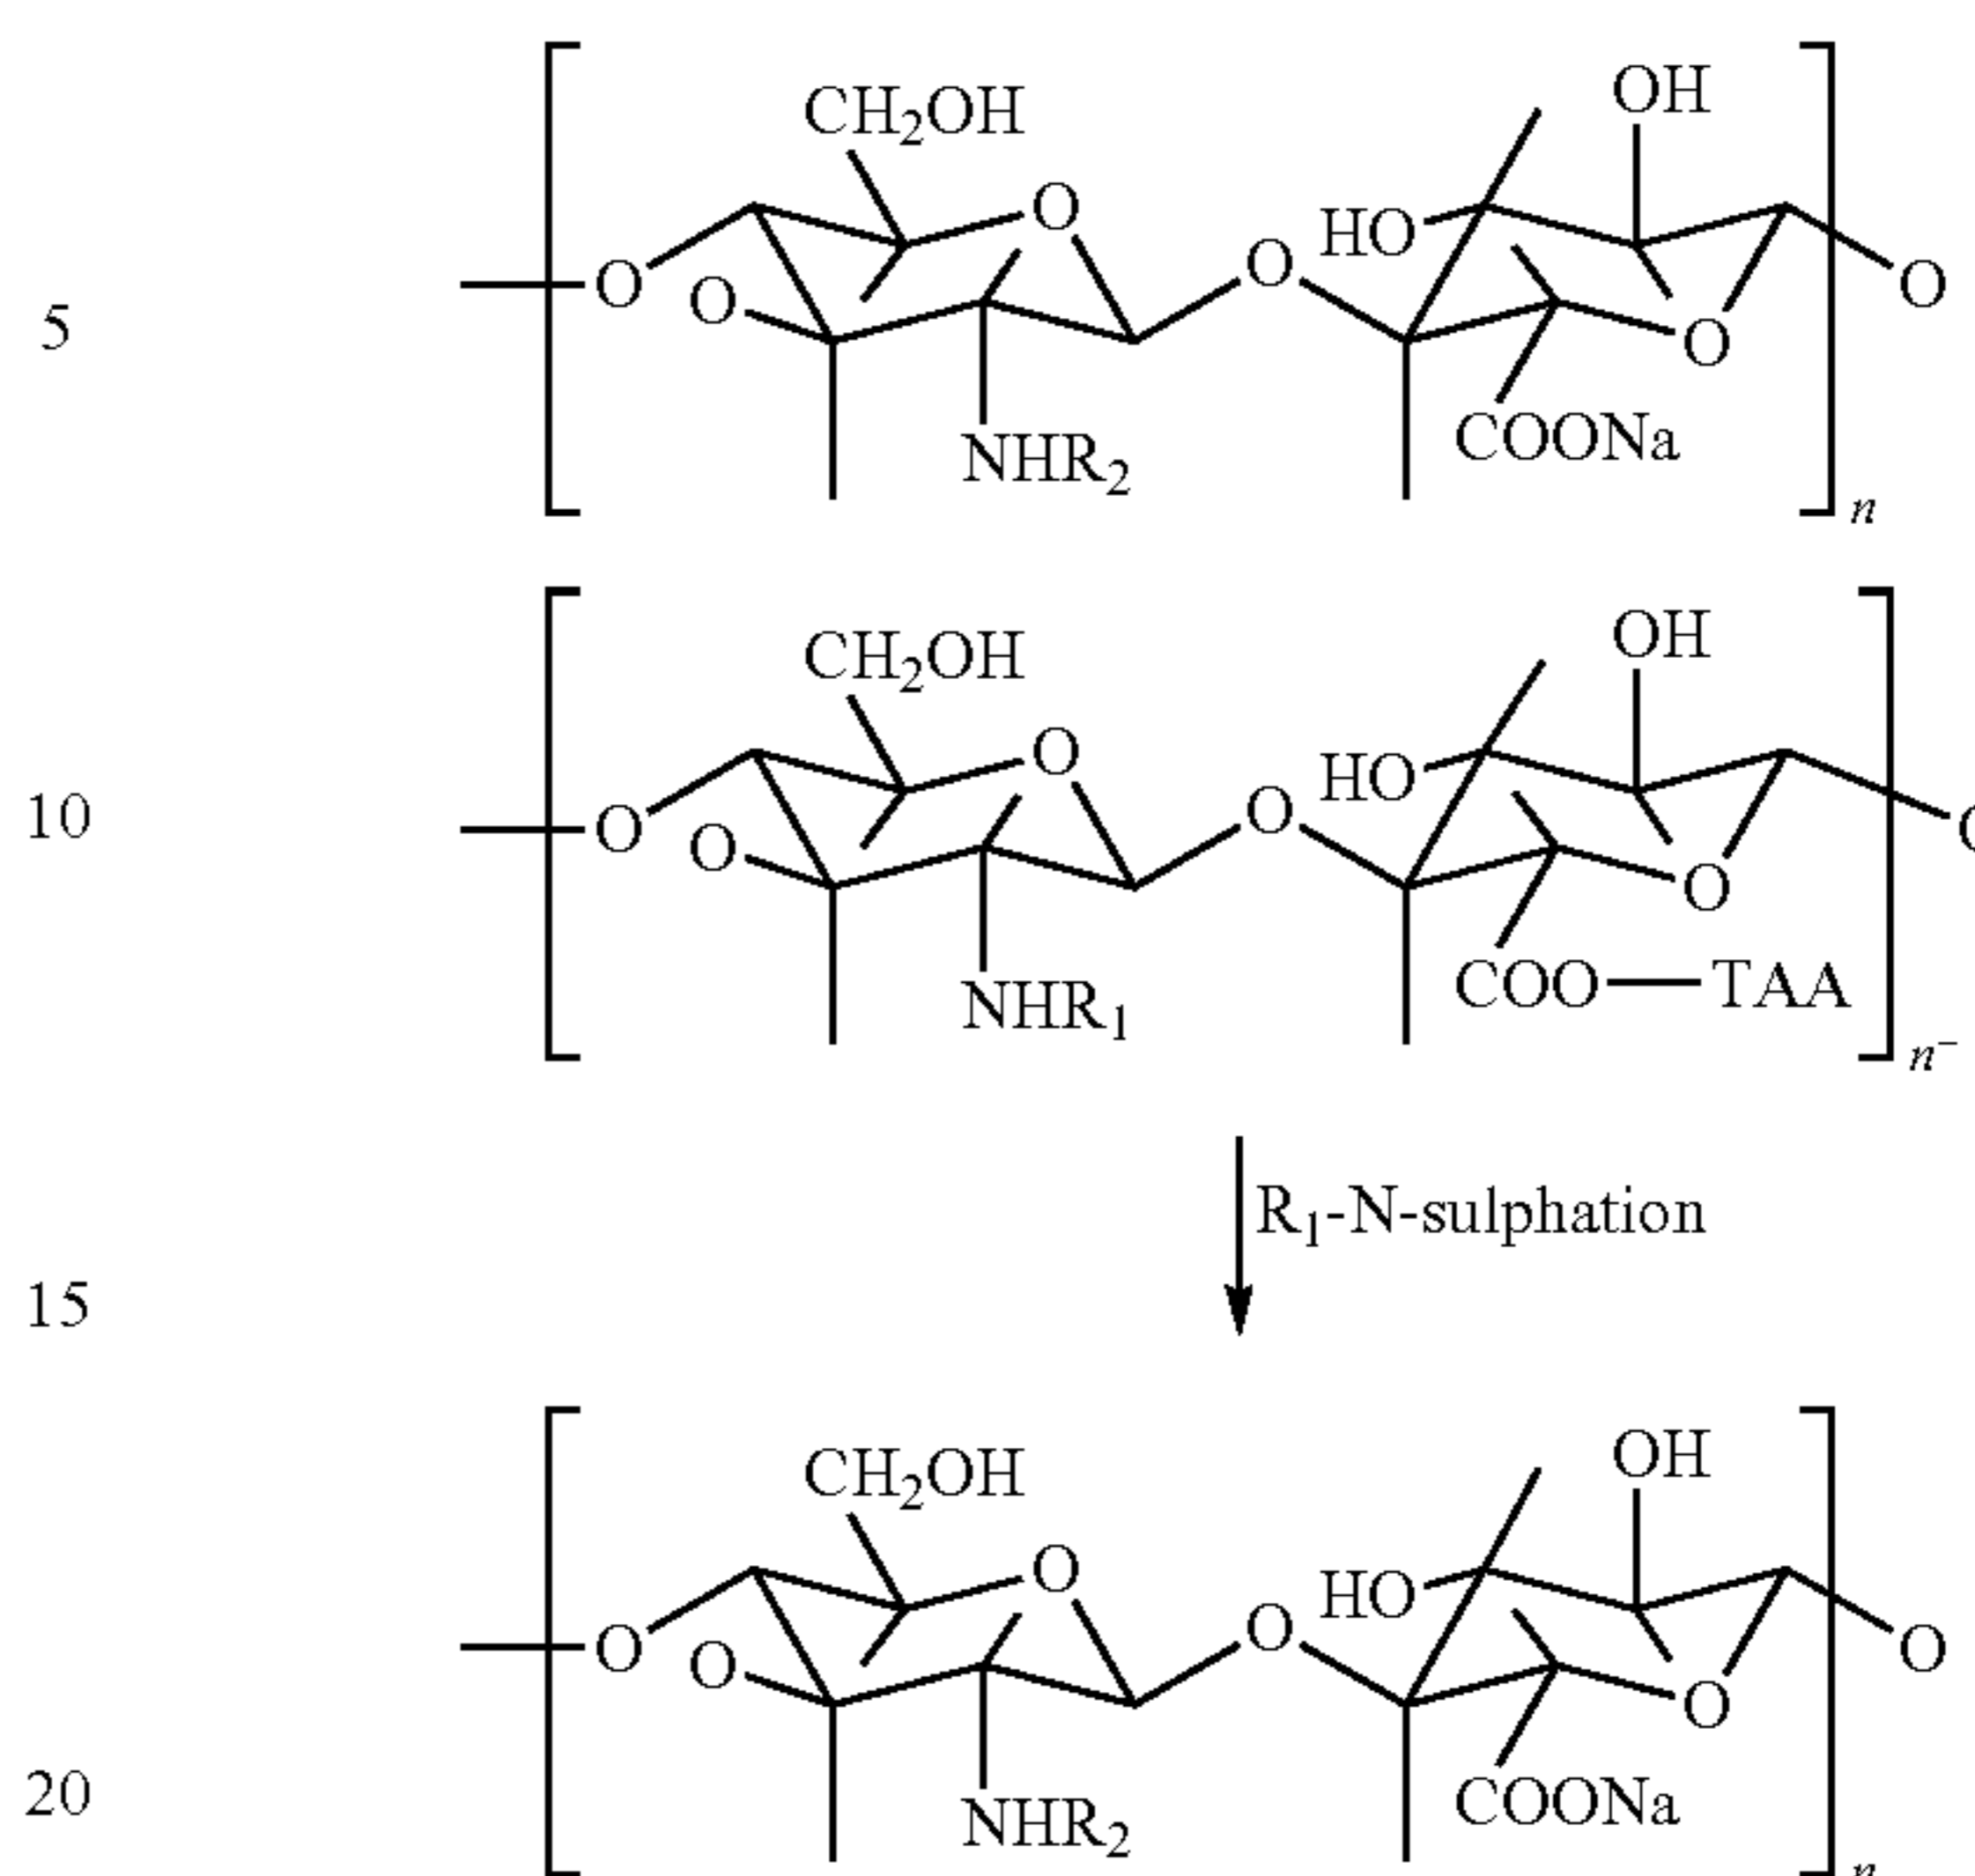 CH₂OH OH
O HO
O O O O
5 O
NHR₂ COONa
n
CH₂OH OH
O HO
10 O O O
O
NHR₁ COO—TAA
n⁻
R₁-N-sulphation
15
CH₂OH OH
O HO
O O O O
O
20 NHR₂ COONa
n